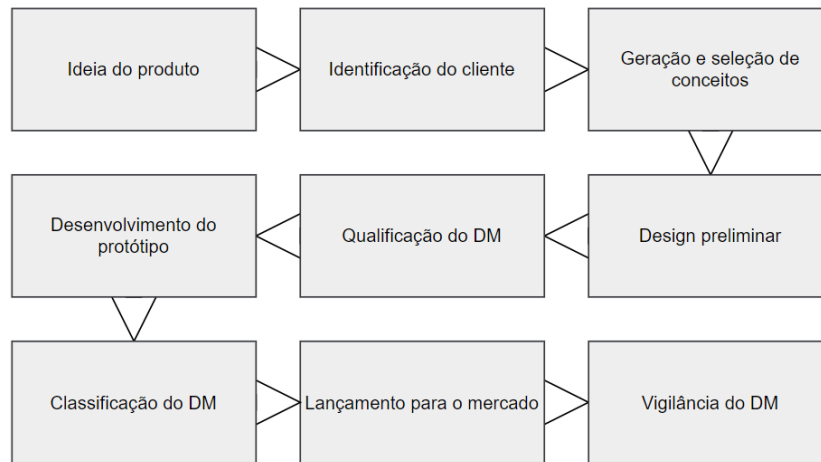 Ideia do produto
Identificação do cliente
Geração e seleção de
conceitos
Desenvolvimento do
protótipo
Qualificação do DM
Design preliminar
Classificação do DM
Lançamento para o mercado
Vigilância do DM